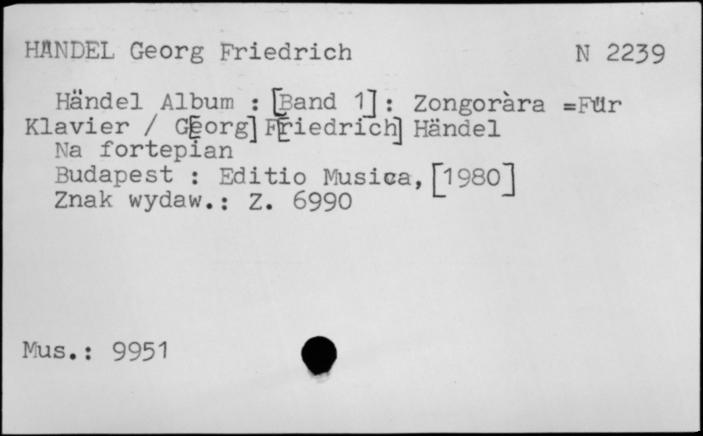 HÄNDEL Georg Friedrich N 2239
Händel Album : [Band 1]: Zongoràra =Für
Klavier / G[eorg] F[riedrich] Händel
Na fortepian
Budapest : Editio Musica, [1980]
Znak wydaw.: Z. 6990
Mus.: 9951